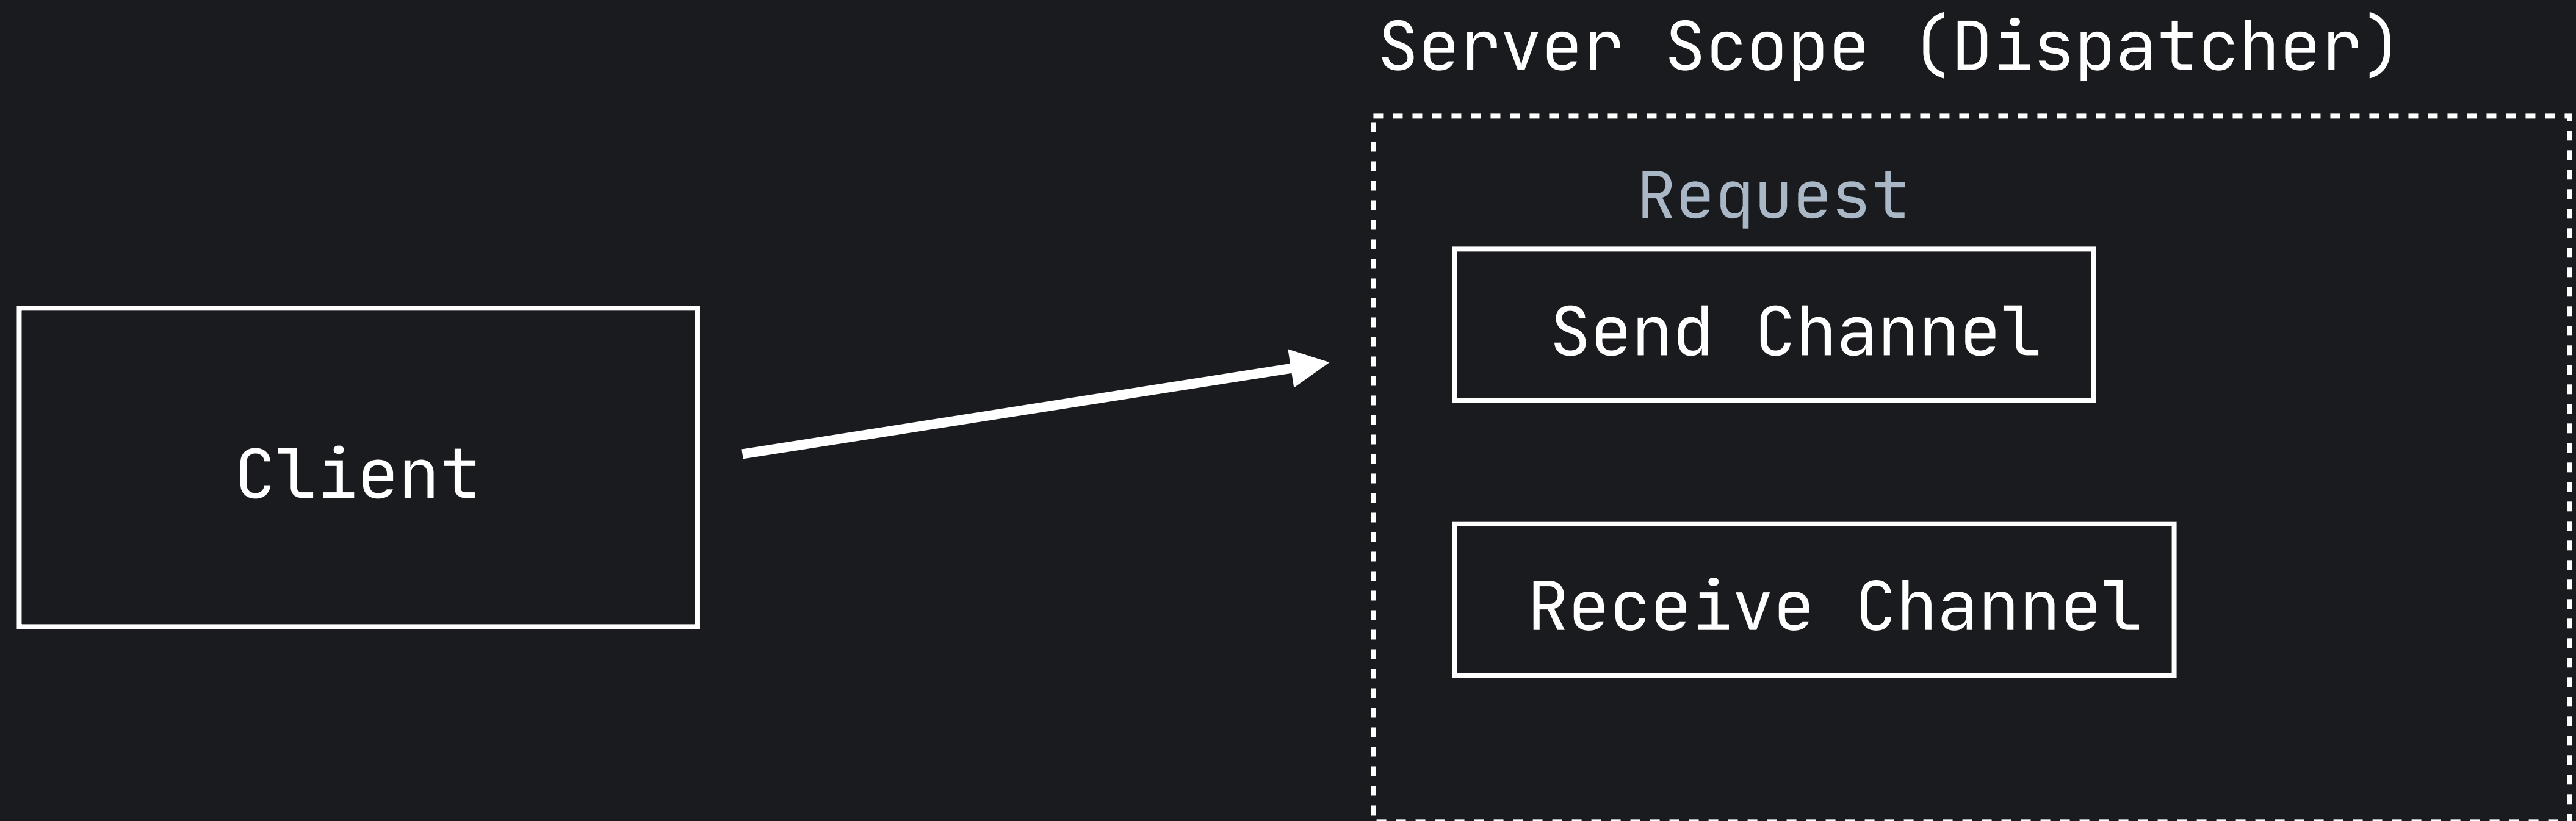 Server Scope (Dispatcher)
Request
Send Channel
Client
Receive Channel